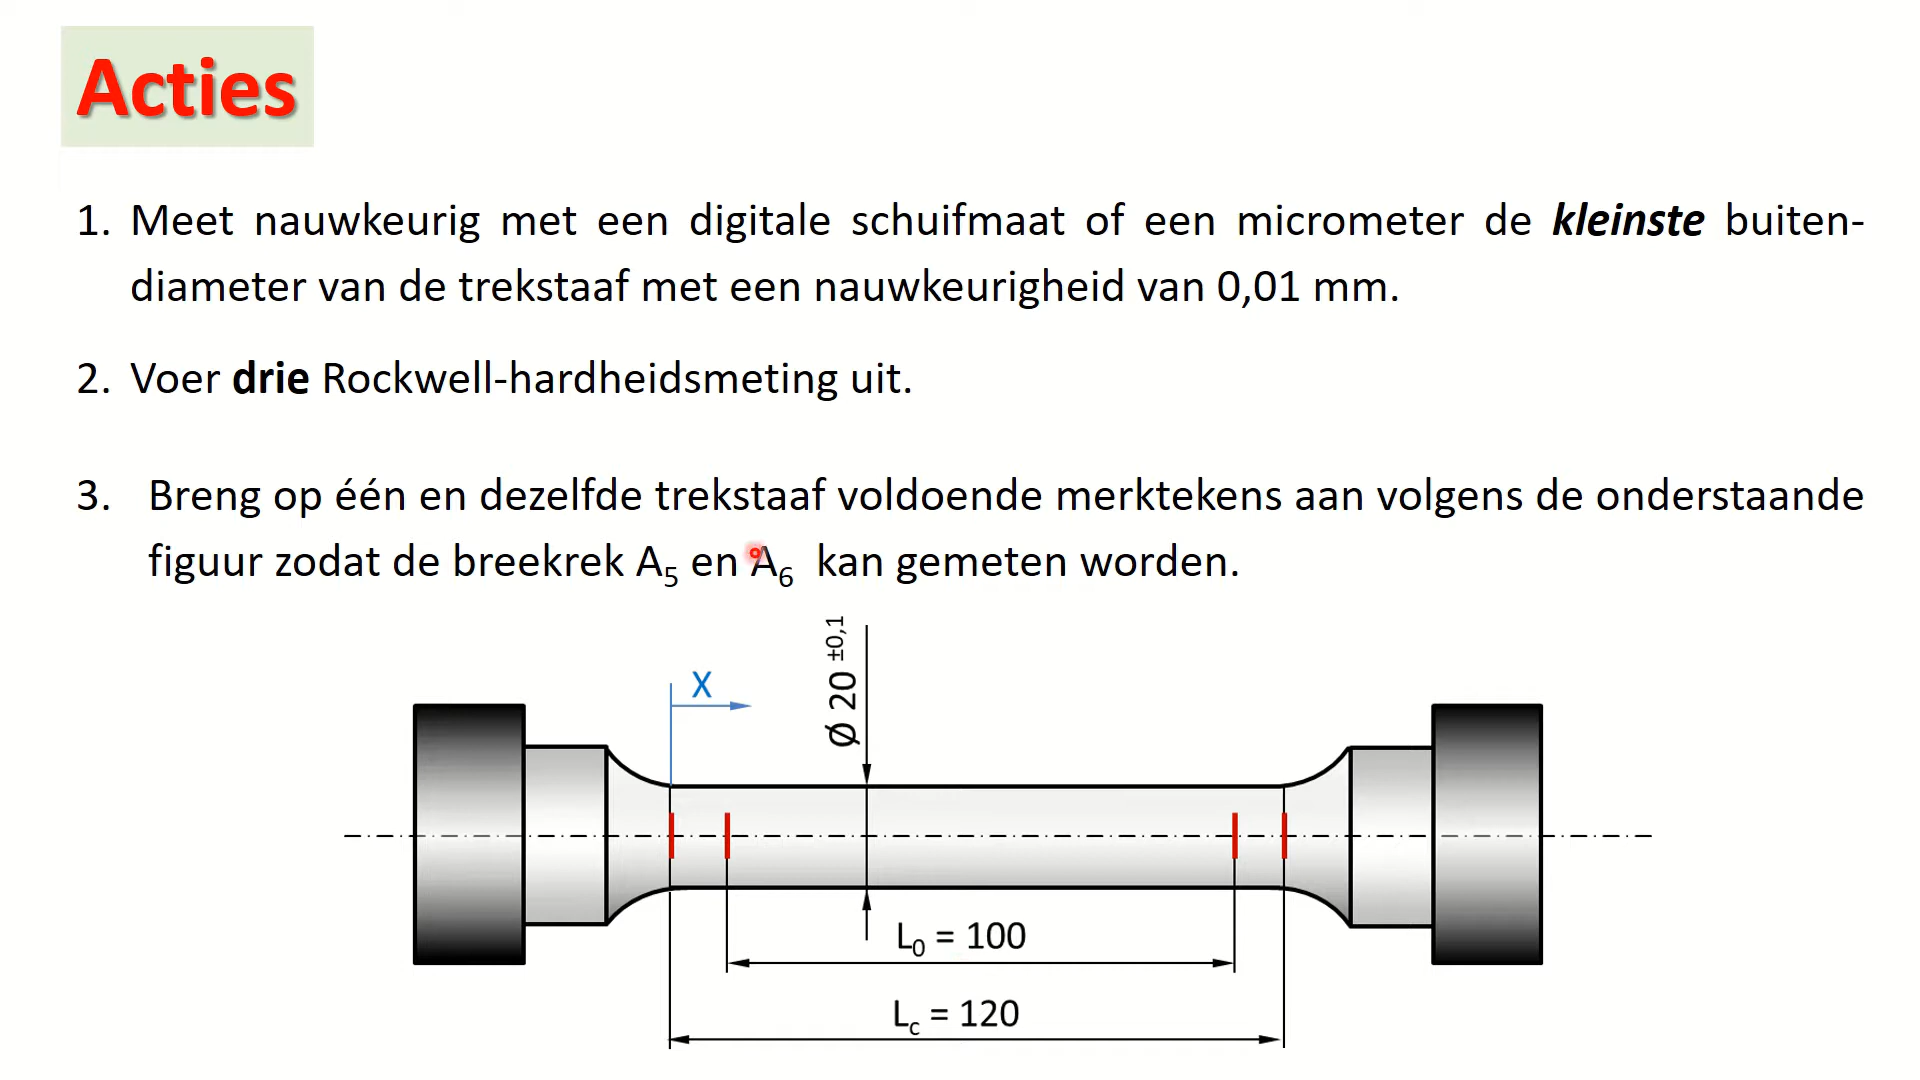 Acties
1. Meet nauwkeurig met een digitale schuifmaat of een micrometer de kleinste buiten-
diameter van de trekstaaf met een nauwkeurigheid van 0,01 mm.
2. Voer drie Rockwell-hardheidsmeting uit.
3. Breng op één en dezelfde trekstaaf voldoende merktekens aan volgens de onderstaande
figuur zodat de breekrek A₅ en A₆ kan gemeten worden.
X
Ø 20 ±0,1
L₀ = 100
Lc = 120